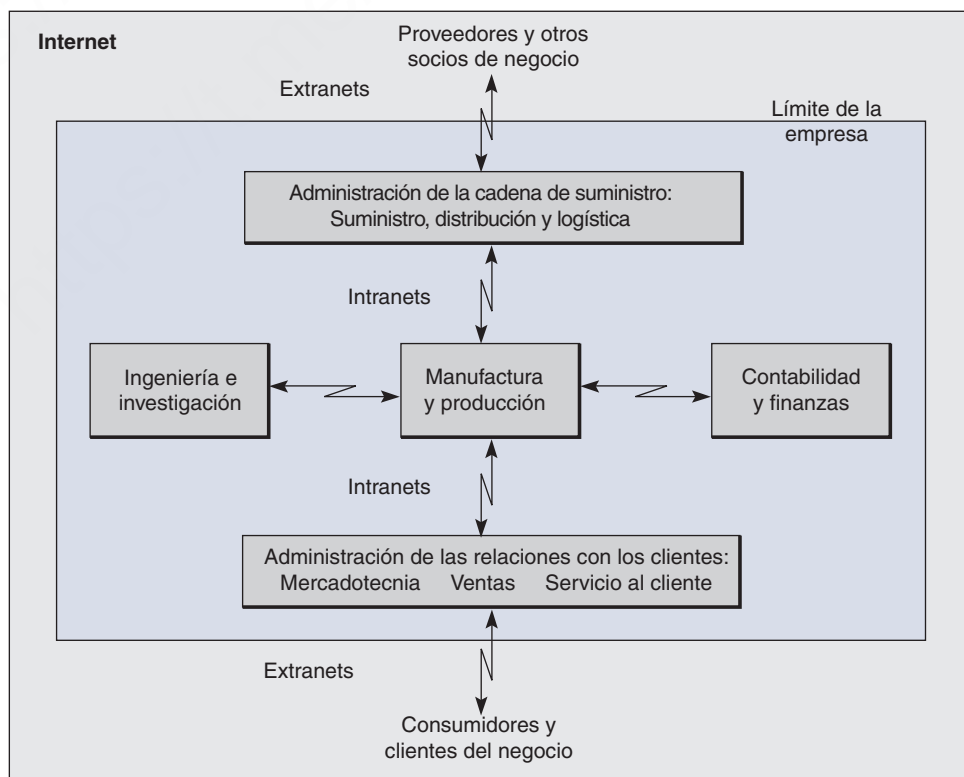 Internet
Proveedores y otros
socios de negocio
Extranets
Límite de la
empresa
Administración de la cadena de suministro:
Suministro, distribución y logística
Intranets
Ingeniería e
investigación
Manufactura
y producción
Contabilidad
y finanzas
Intranets
Administración de las relaciones con los clientes:
Mercadotecnia Ventas Servicio al cliente
Extranets
Consumidores y
clientes del negocio